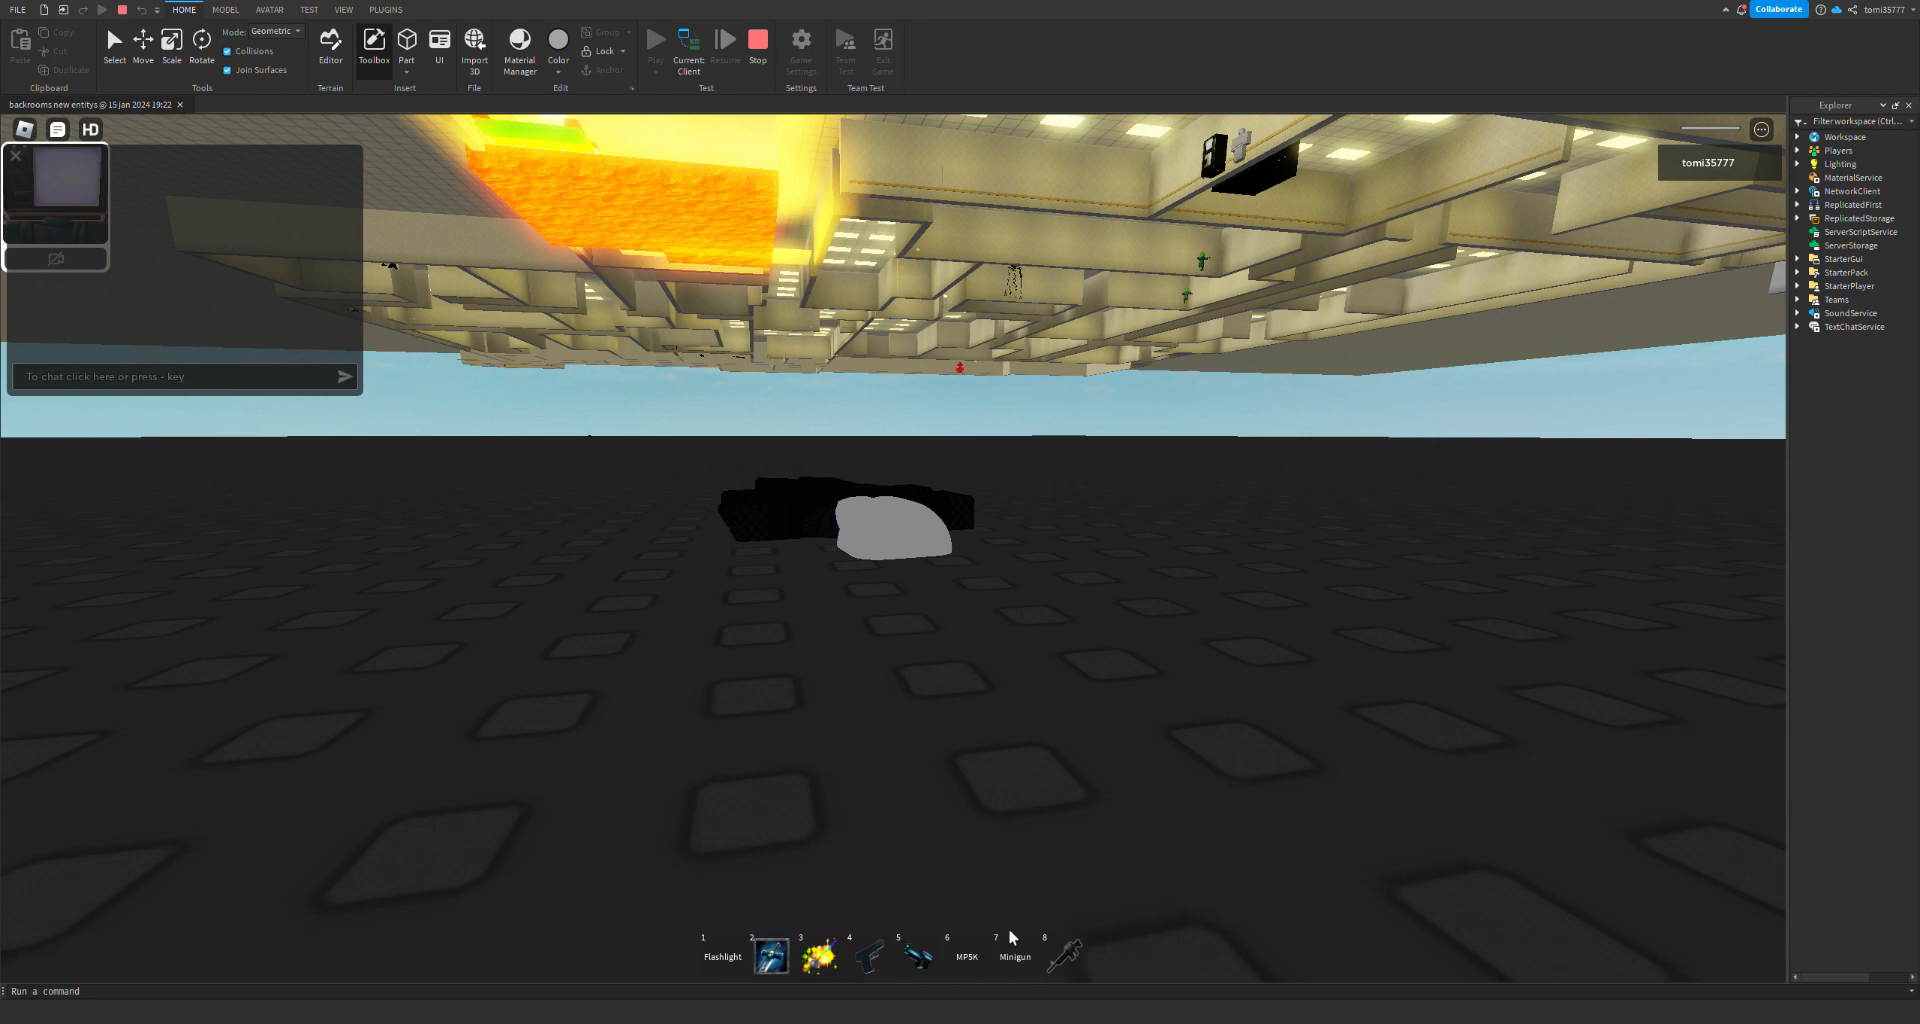 FILE HOME MODEL AVATAR TEST VIEW PLUGINS Collaborate tomi35777
Paste Copy Cut Duplicate
Clipboard
Select Move Scale Rotate
Mode: Geometric
Collisions
Join Surfaces
Tools
Editor
Terrain
Toolbox Part UI
Insert
Import 3D
File
Material Manager Color
Group
Lock
Anchor
Edit
Play Current: Client Resume Stop
Test
Game Settings
Settings
Team Test Exit Game
Team Test
backrooms new entitys @ 15 jan 2024 19:22
HD
To chat click here or press - key
tomi35777
Explorer
Filter workspace (Ctrl...
Workspace
Players
Lighting
MaterialService
NetworkClient
ReplicatedFirst
ReplicatedStorage
ServerScriptService
ServerStorage
StarterGui
StarterPack
StarterPlayer
Teams
SoundService
TextChatService
1 2 3 4 5 6 7 8
Flashlight MP5K Minigun
Run a command